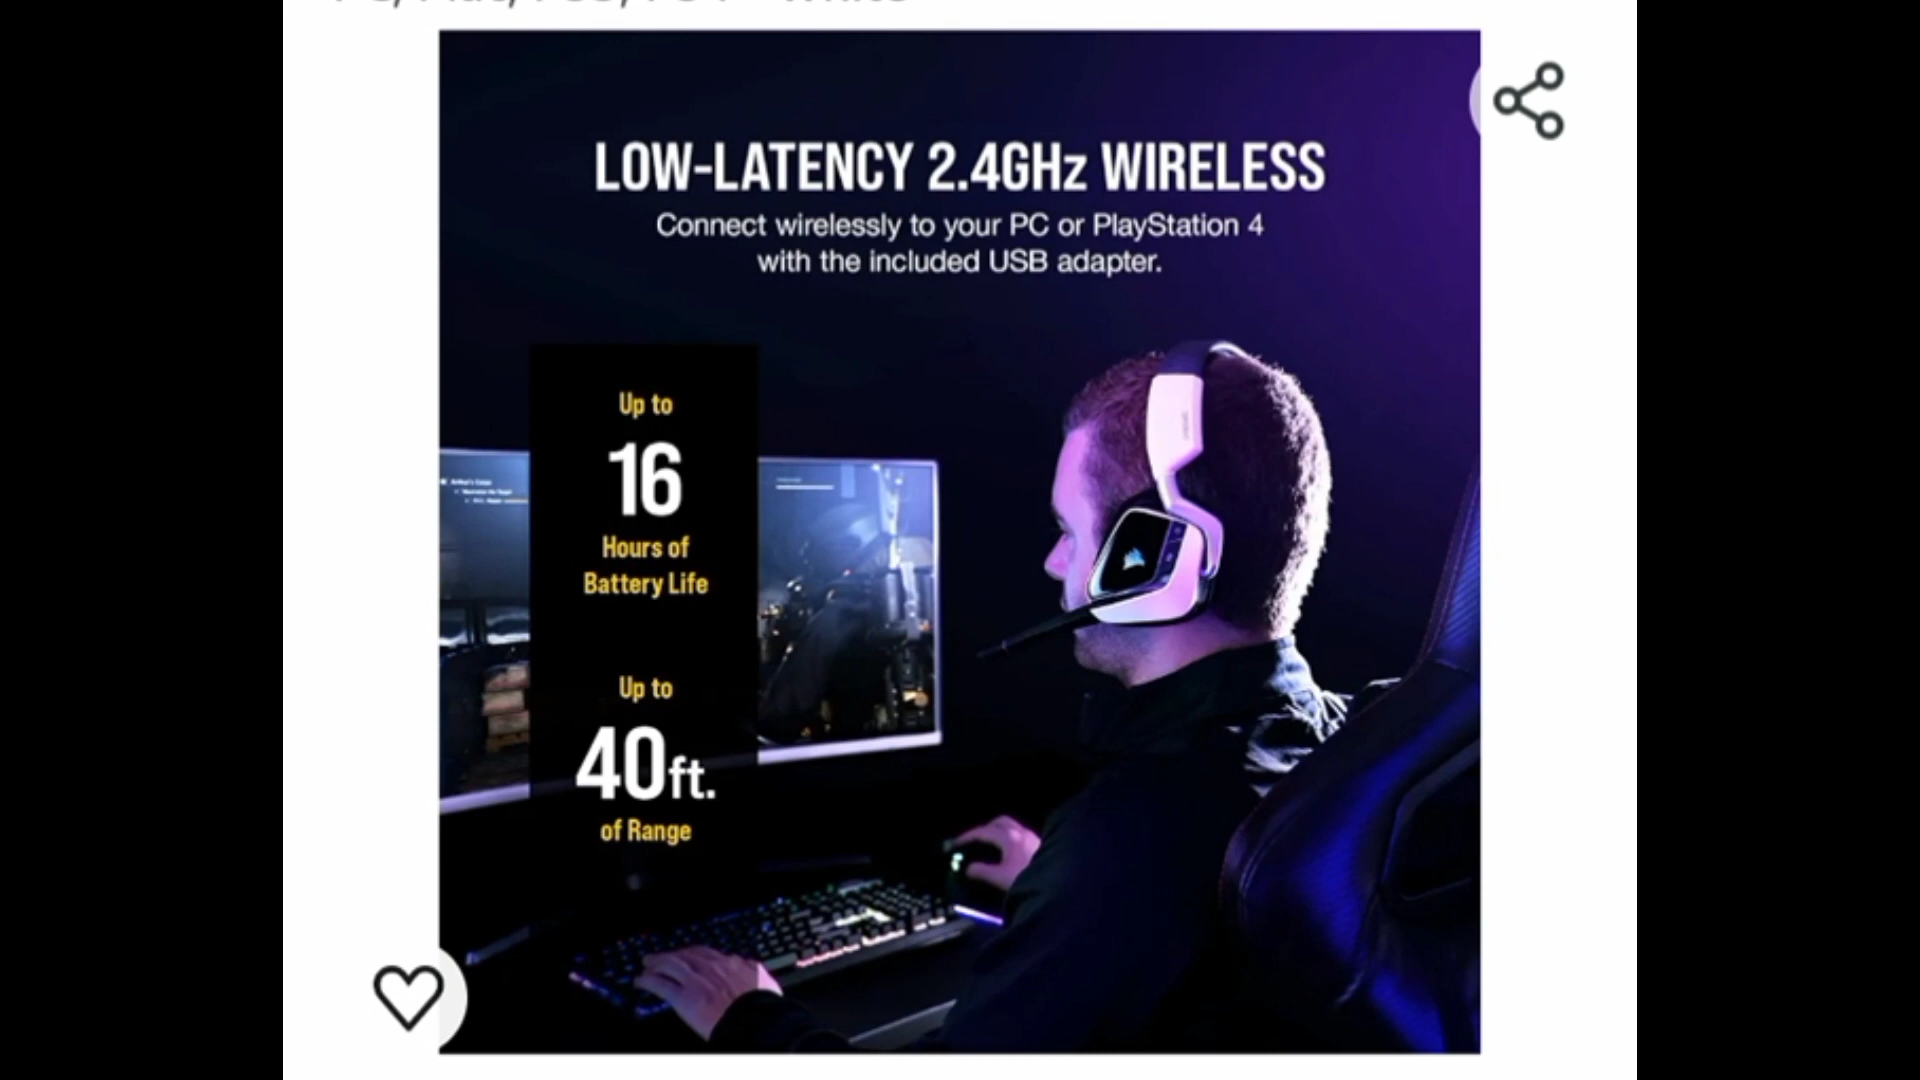 LOW-LATENCY 2.4GHz WIRELESS
Connect wirelessly to your PC or PlayStation 4
with the included USB adapter.
Up to
16
Hours of
Battery Life
Up to
40ft.
of Range